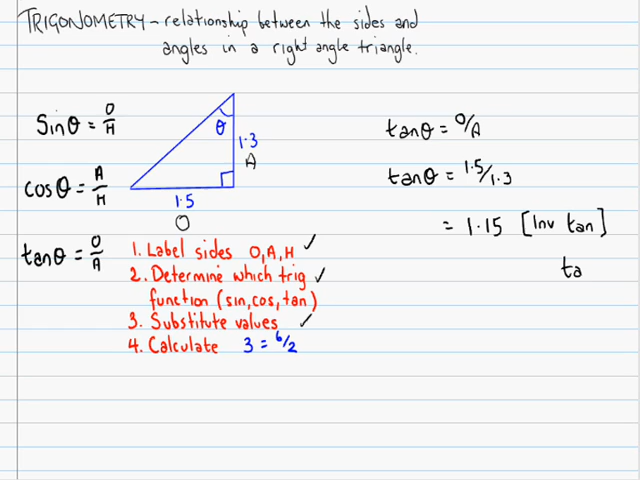 TRIGONOMETRY – relationship between the sides and
angles in a right angle triangle.
Sinθ = O/H
cosθ = A/H
tanθ = O/A
θ
1.3
A
1.5
O
1. Label sides O, A, H ✓
2. Determine which trig ✓
function (sin, cos, tan)
3. Substitute values ✓
4. Calculate 3 = 6/2
tanθ = O/A
tanθ = 1.5/1.3
= 1.15 [Inv tan]
ta